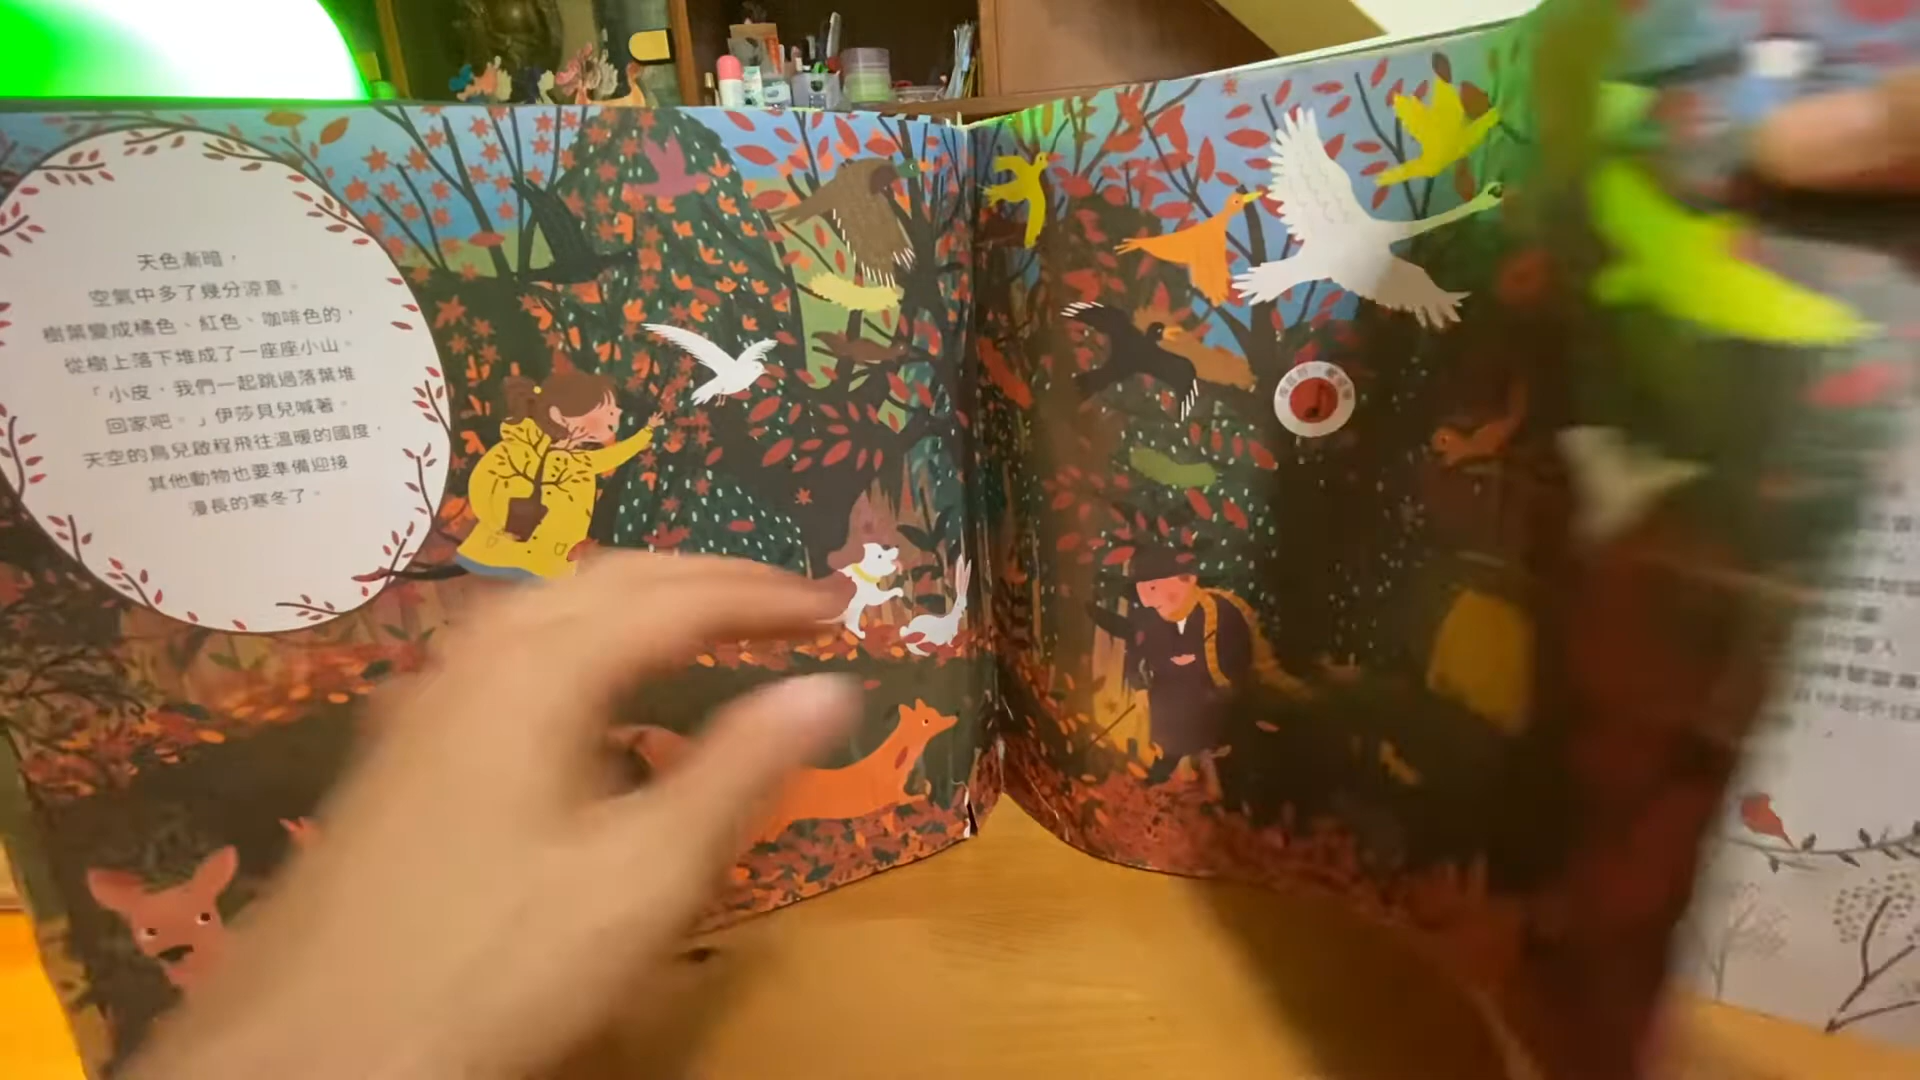 天色漸暗，
空氣中多了幾分涼意。
樹葉變成橘色、紅色、咖啡色的，
從樹上落下堆成了一座座小山。
「小皮，我們一起跳過落葉堆
回家吧。」伊莎貝兒喊著。
天空的鳥兒啟程飛往溫暖的國度，
其他動物也要準備迎接
漫長的寒冬了。